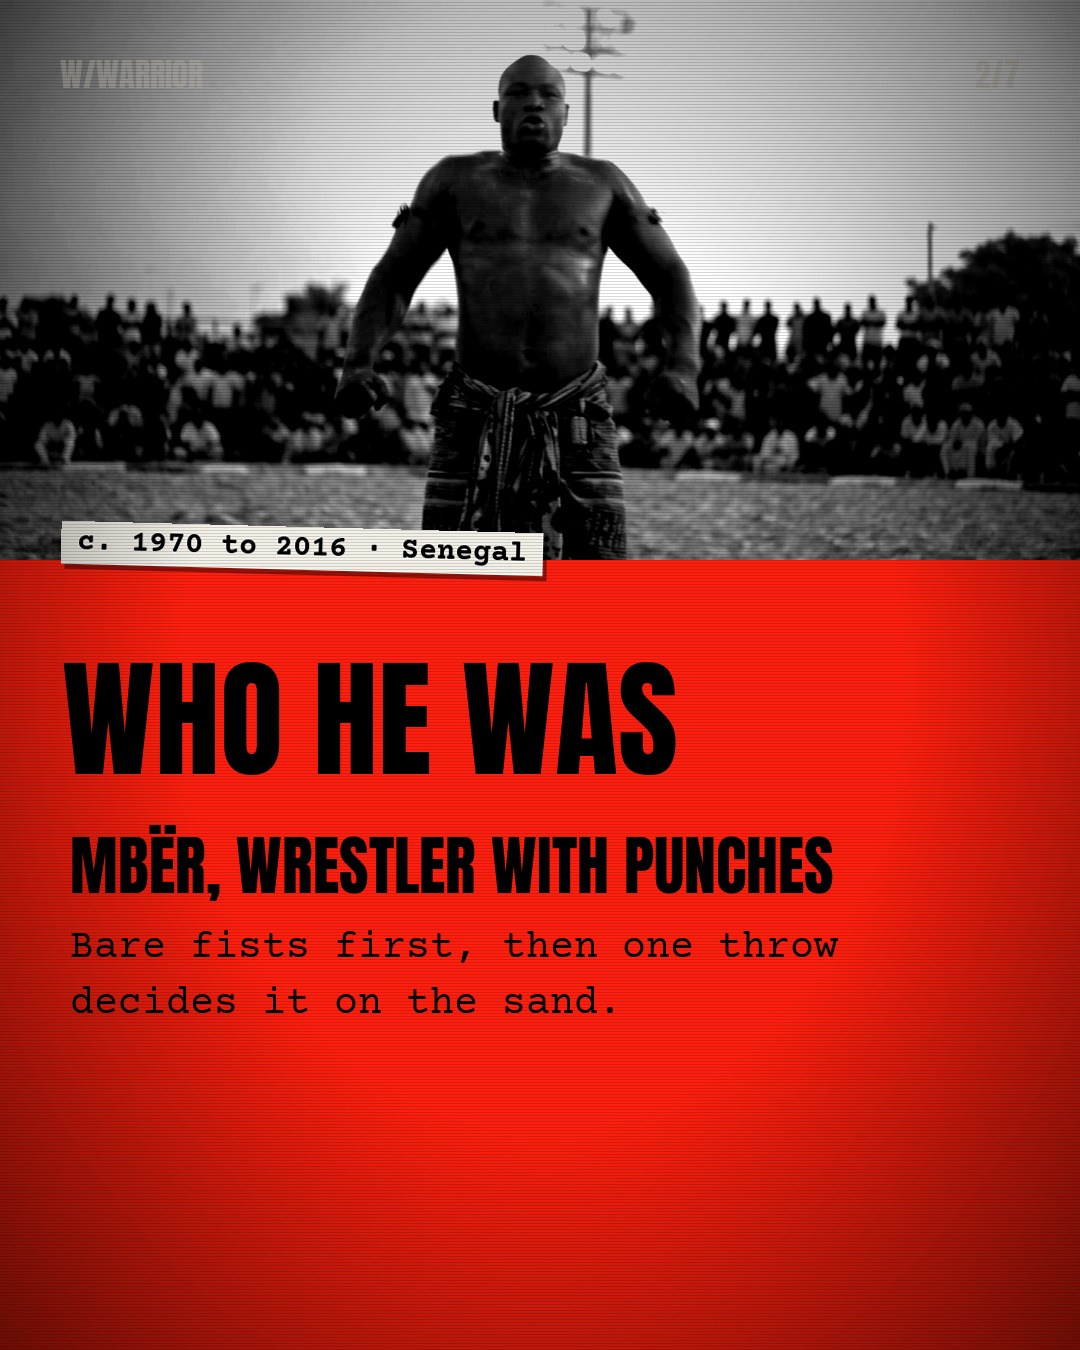 W/WARRIOR
2/7
c. 1970 to 2016 · Senegal
WHO HE WAS
MBËR, WRESTLER WITH PUNCHES
Bare fists first, then one throw
decides it on the sand.